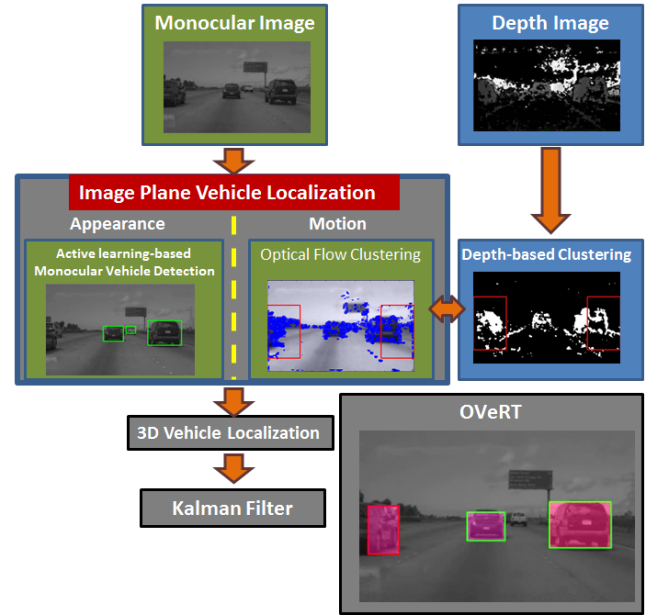 Monocular Image
Depth Image
Image Plane Vehicle Localization
Appearance
Motion
Active learning-based
Monocular Vehicle Detection
Optical Flow Clustering
Depth-based Clustering
3D Vehicle Localization
Kalman Filter
OVeRT